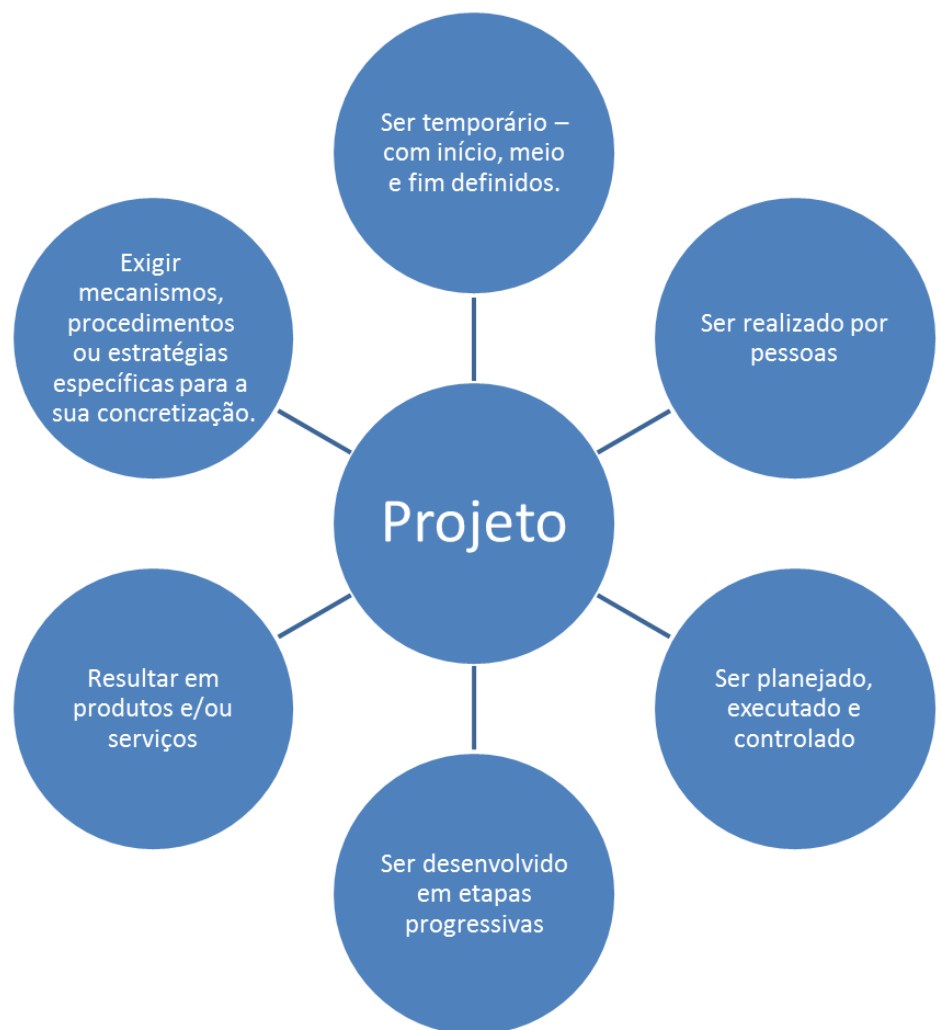 Ser temporário –
com início, meio
e fim definidos.
Ser realizado por
pessoas
Ser planejado,
executado e
controlado
Ser desenvolvido
em etapas
progressivas
Resultar em
produtos e/ou
serviços
Exigir
mecanismos,
procedimentos
ou estratégias
específicas para a
sua concretização.
Projeto